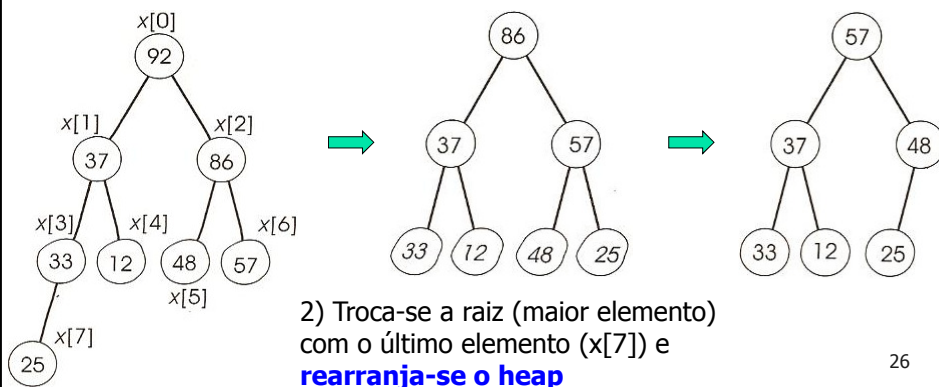 x[0]
92
x[1]
x[2]
37
86
x[3]
x[4]
x[6]
33
12
48
57
x[5]
x[7]
25
86
37
57
33
12
48
25
57
37
48
33
12
25
2) Troca-se a raiz (maior elemento)
com o último elemento (x[7]) e
rearranja-se o heap
26